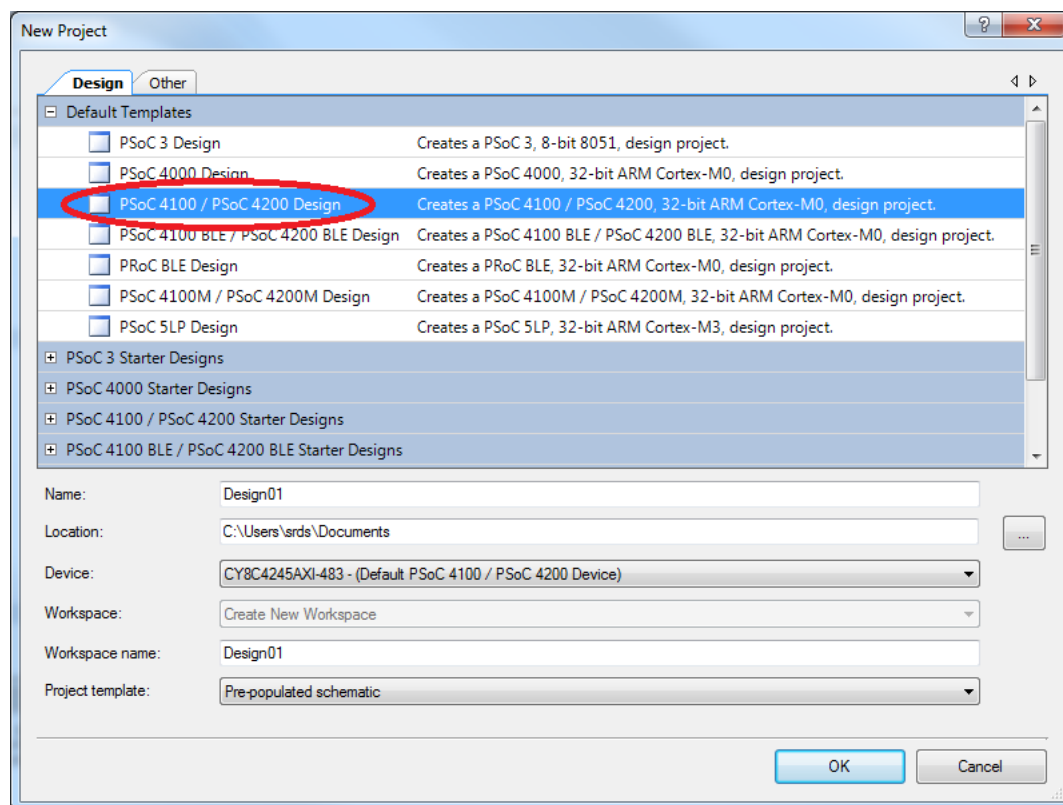 New Project
Design Other
Default Templates
PSoC 3 Design Creates a PSoC 3, 8-bit 8051, design project.
PSoC 4000 Design Creates a PSoC 4000, 32-bit ARM Cortex-M0, design project.
PSoC 4100 / PSoC 4200 Design Creates a PSoC 4100 / PSoC 4200, 32-bit ARM Cortex-M0, design project.
PSoC 4100 BLE / PSoC 4200 BLE Design Creates a PSoC 4100 BLE / PSoC 4200 BLE, 32-bit ARM Cortex-M0, design project.
PRoC BLE Design Creates a PRoC BLE, 32-bit ARM Cortex-M0, design project.
PSoC 4100M / PSoC 4200M Design Creates a PSoC 4100M / PSoC 4200M, 32-bit ARM Cortex-M0, design project.
PSoC 5LP Design Creates a PSoC 5LP, 32-bit ARM Cortex-M3, design project.
PSoC 3 Starter Designs
PSoC 4000 Starter Designs
PSoC 4100 / PSoC 4200 Starter Designs
PSoC 4100 BLE / PSoC 4200 BLE Starter Designs
Name: Design01
Location: C:\Users\srds\Documents ...
Device: CY8C4245AXI-483 - (Default PSoC 4100 / PSoC 4200 Device)
Workspace: Create New Workspace
Workspace name: Design01
Project template: Pre-populated schematic
OK Cancel